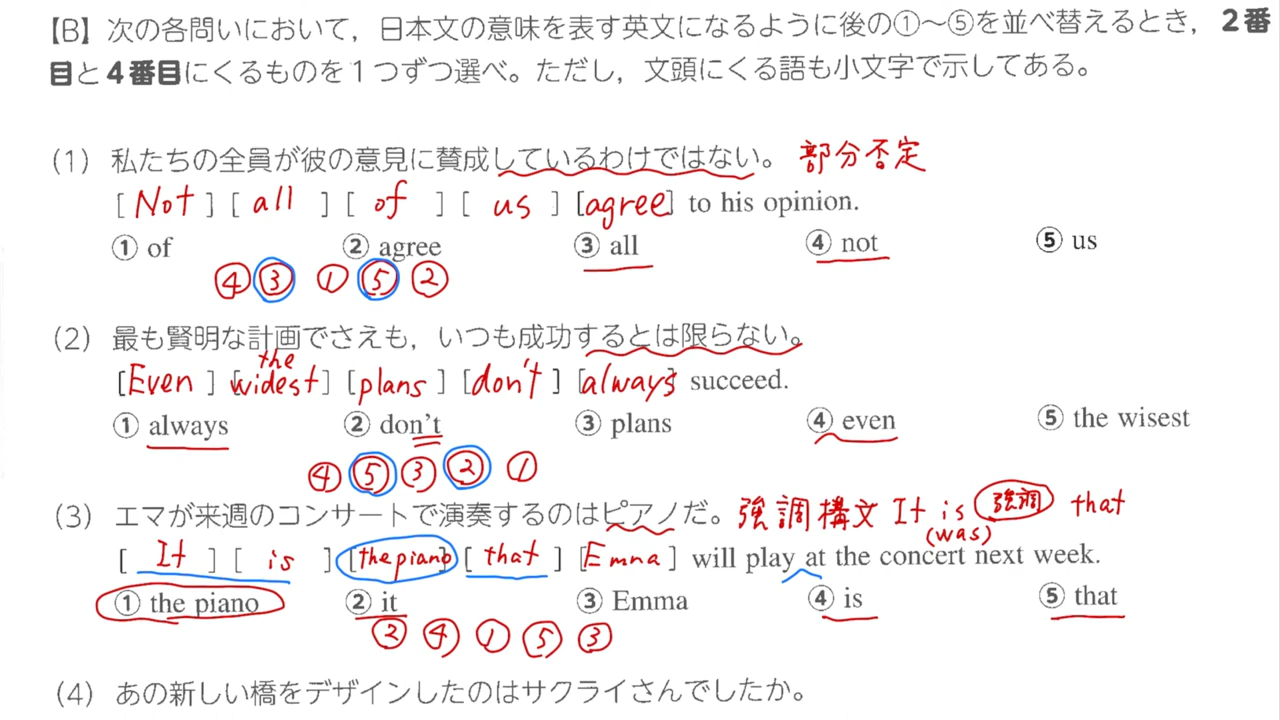 【B】次の各問いにおいて，日本文の意味を表す英文になるように後の①～⑤を並べ替えるとき，２番
目と４番目にくるものを１つずつ選べ。ただし，文頭にくる語も小文字で示してある。
(1) 私たちの全員が彼の意見に賛成しているわけではない。 部分否定
[ Not ] [ all ] [ of ] [ us ] [agree] to his opinion.
① of ② agree ③ all ④ not ⑤ us
④ ③ ① ⑤ ②
(2) 最も賢明な計画でさえも，いつも成功するとは限らない。
the
[Even ] [widest] [plans ] [don't ] [always] succeed.
① always ② don't ③ plans ④ even ⑤ the wisest
④ ⑤ ③ ② ①
(3) エマが来週のコンサートで演奏するのはピアノだ。 強調構文 It is 強調 that
(was)
[ It ] [ is ] [the piano] [ that ] [Emma ] will play at the concert next week.
① the piano ② it ③ Emma ④ is ⑤ that
② ④ ① ⑤ ③
(4) あの新しい橋をデザインしたのはサクライさんでしたか。